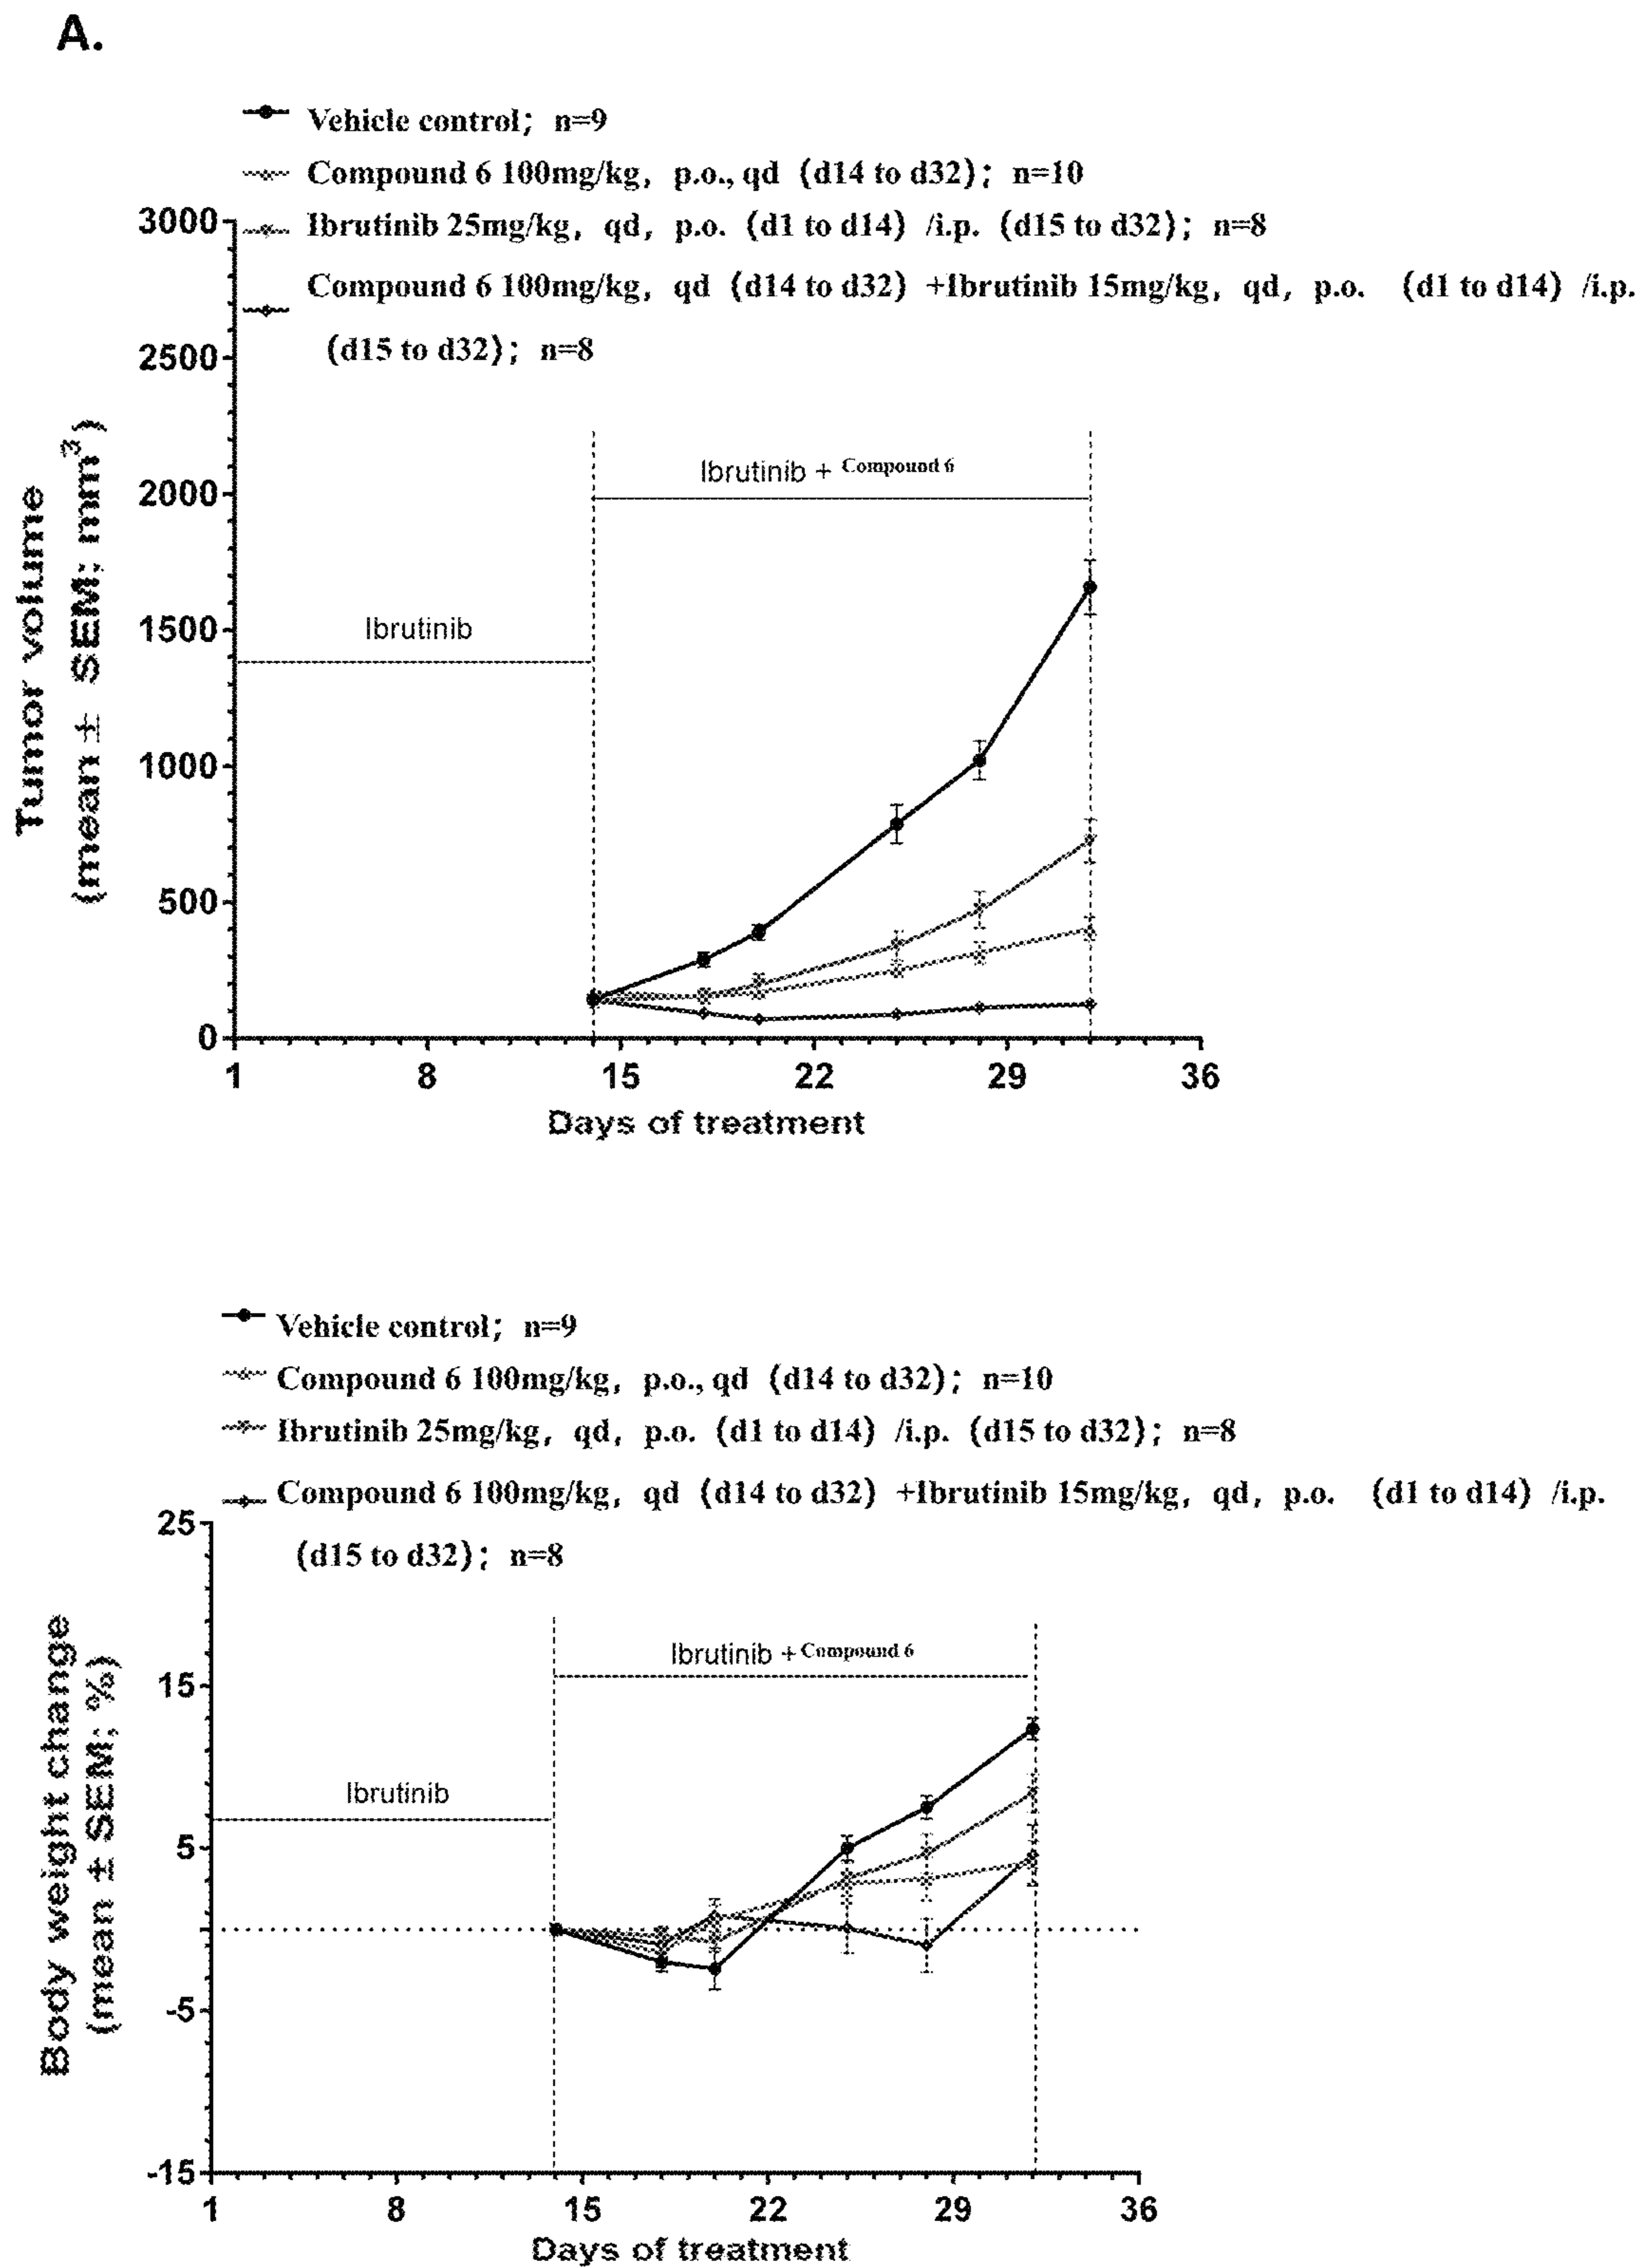 A.
Vehicle control; n=9
Compound 6 100mg/kg, p.o., qd (d14 to d32); n=10
Ibrutinib 25mg/kg, qd, p.o. (d1 to d14) /i.p. (d15 to d32); n=8
Compound 6 100mg/kg, qd (d14 to d32) +Ibrutinib 15mg/kg, qd, p.o. (d1 to d14) /i.p.
(d15 to d32); n=8
3000
2500
2000
1500
1000
500
0
Tumor volume
(mean ± SEM; mm³)
Ibrutinib + Compound 6
Ibrutinib
1 8 15 22 29 36
Days of treatment
Vehicle control; n=9
Compound 6 100mg/kg, p.o., qd (d14 to d32); n=10
Ibrutinib 25mg/kg, qd, p.o. (d1 to d14) /i.p. (d15 to d32); n=8
Compound 6 100mg/kg, qd (d14 to d32) +Ibrutinib 15mg/kg, qd, p.o. (d1 to d14) /i.p.
(d15 to d32); n=8
25
15
5
-5
-15
Body weight change
(mean ± SEM; %)
Ibrutinib + Compound 6
Ibrutinib
1 8 15 22 29 36
Days of treatment